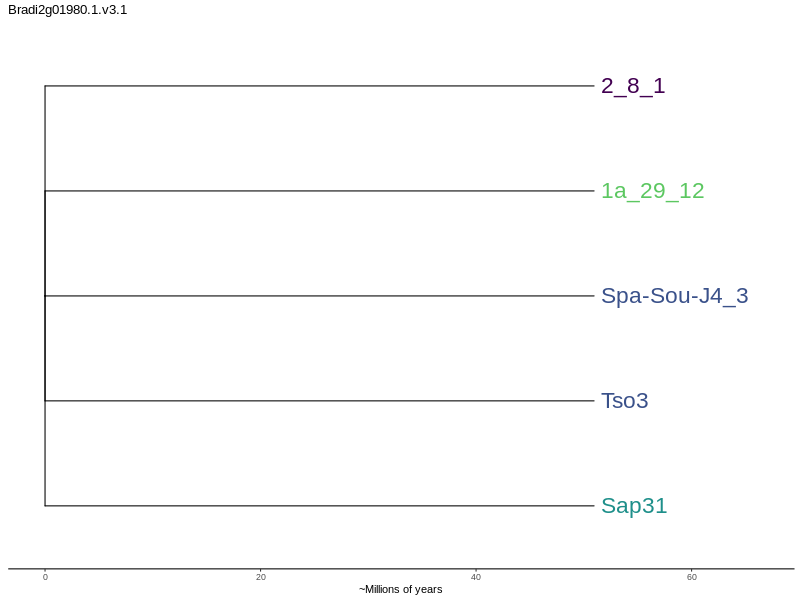 Bradi2g01980.1.v3.1
2_8_1
1a_29_12
Spa-Sou-J4_3
Tso3
Sap31
0 20 40 60
~Millions of years